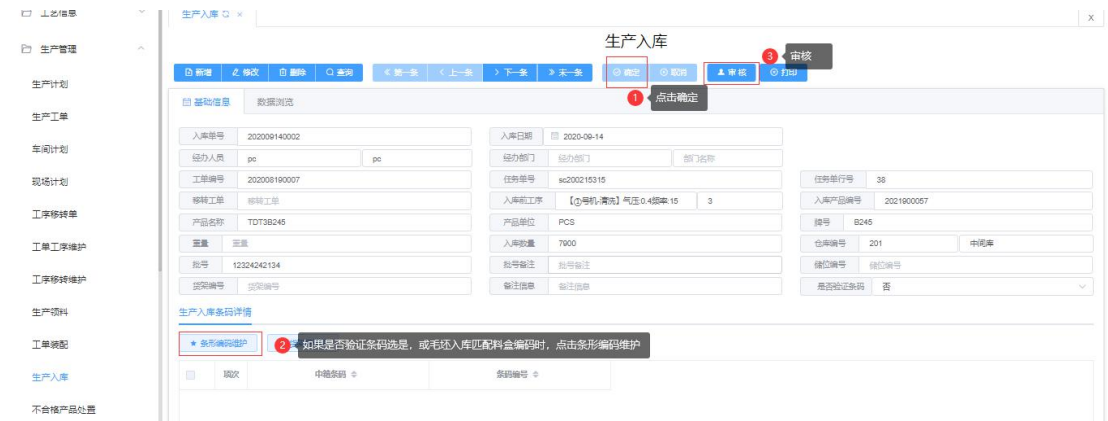 工艺信息
生产管理
生产计划
生产工单
车间计划
现场计划
工序移转单
工单工序维护
工序移转维护
生产领料
工单装配
生产入库
不合格产品处置
生产入库 ×
X
生产入库
3 审核
新增 修改 删除 查询 第一条 上一条 下一条 末一条 确定 取消 审核 打印
1 点击确定
基础信息 数据浏览
入库单号 202009140002 入库日期 2020-09-14
经办人员 pc pc 经办部门 经办部门 部门名称
工单编号 202008190007 任务单号 sc200215315 任务单行号 38
移转工单 移转工单 入库前工序 【①号机-清洗】气压:0.4频率:15 3 入库产品编号 2021900057
产品名称 TDT3B245 产品单位 PCS 牌号 B245
重量 重量 入库数量 7900 仓库编号 201 中间库
批号 12324242134 批号备注 批号备注 储位编号 储位编号
货架编号 货架编号 备注信息 备注信息 是否验证条码 否
生产入库条码详情
★ 条形编码维护 2 如果是否验证条码选是，或毛坯入库匹配料盒编码时，点击条形编码维护
项次 中箱条码 条码编号